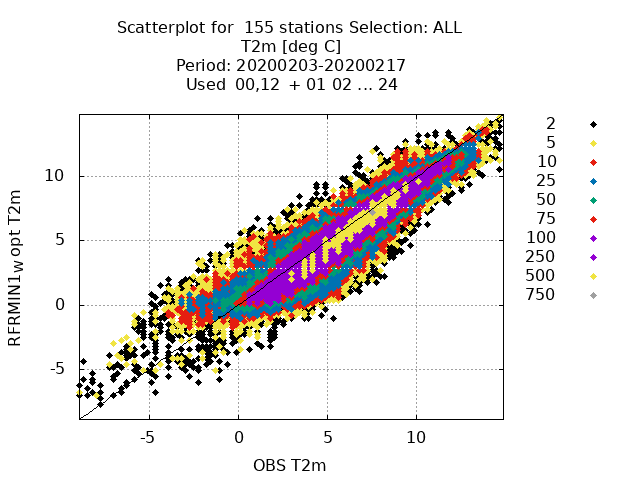 Scatterplot for 155 stations Selection: ALL
T2m [deg C]
Period: 20200203-20200217
Used 00,12 + 01 02 ... 24
2
5
10
25
50
75
100
250
500
750
10
5
0
-5
RFRMIN1_W opt T2m
-5 0 5 10
OBS T2m